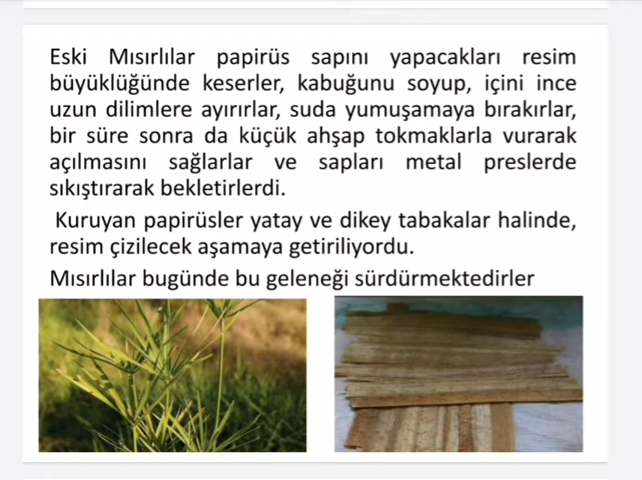 Eski Mısırlılar papirüs sapını yapacakları resim
büyüklüğünde keserler, kabuğunu soyup, içini ince
uzun dilimlere ayırırlar, suda yumuşamaya bırakırlar,
bir süre sonra da küçük ahşap tokmaklarla vurarak
açılmasını sağlarlar ve sapları metal preslerde
sıkıştırarak bekletirlerdi.
Kuruyan papirüsler yatay ve dikey tabakalar halinde,
resim çizilecek aşamaya getiriliyordu.
Mısırlılar bugünde bu geleneği sürdürmektedirler